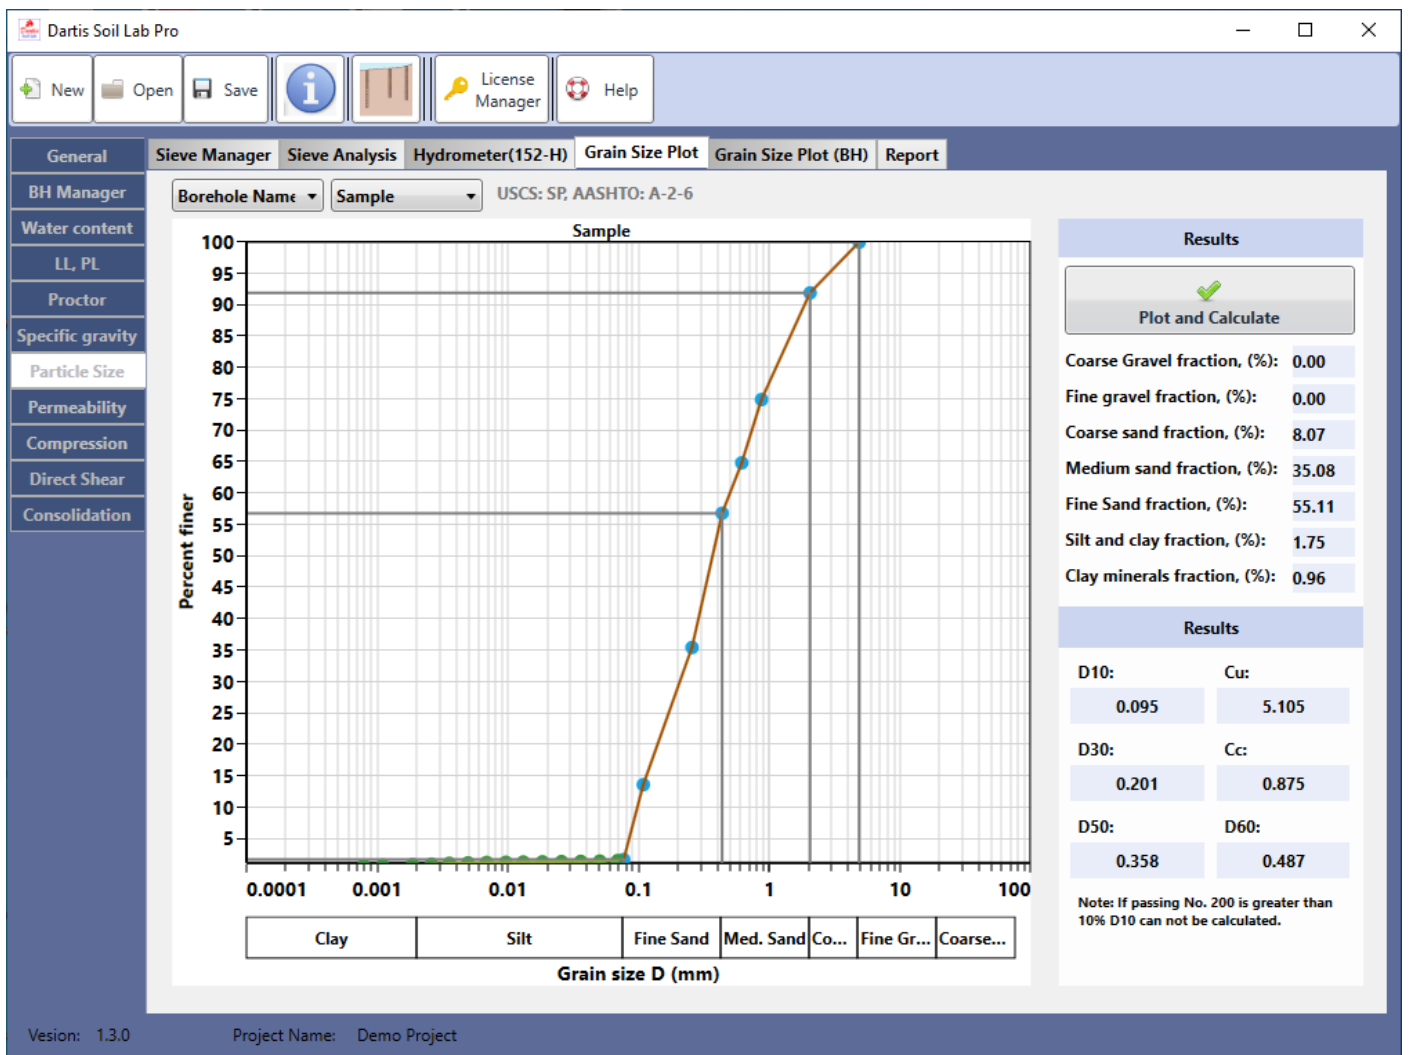 Dartis Soil Lab Pro
New Open Save License Manager Help
General
BH Manager
Water content
LL, PL
Proctor
Specific gravity
Particle Size
Permeability
Compression
Direct Shear
Consolidation
Sieve Manager Sieve Analysis Hydrometer(152-H) Grain Size Plot Grain Size Plot (BH) Report
Borehole Name Sample USCS: SP, AASHTO: A-2-6
Sample
100
95
90
85
80
75
70
65
60
55
50
45
40
35
30
25
20
15
10
5
Percent finer
0.0001 0.001 0.01 0.1 1 10 100
Clay Silt Fine Sand Med. Sand Co... Fine Gr... Coarse...
Grain size D (mm)
Results
Plot and Calculate
Coarse Gravel fraction, (%): 0.00
Fine gravel fraction, (%): 0.00
Coarse sand fraction, (%): 8.07
Medium sand fraction, (%): 35.08
Fine Sand fraction, (%): 55.11
Silt and clay fraction, (%): 1.75
Clay minerals fraction, (%): 0.96
Results
D10: Cu:
0.095 5.105
D30: Cc:
0.201 0.875
D50: D60:
0.358 0.487
Note: If passing No. 200 is greater than
10% D10 can not be calculated.
Vesion: 1.3.0 Project Name: Demo Project